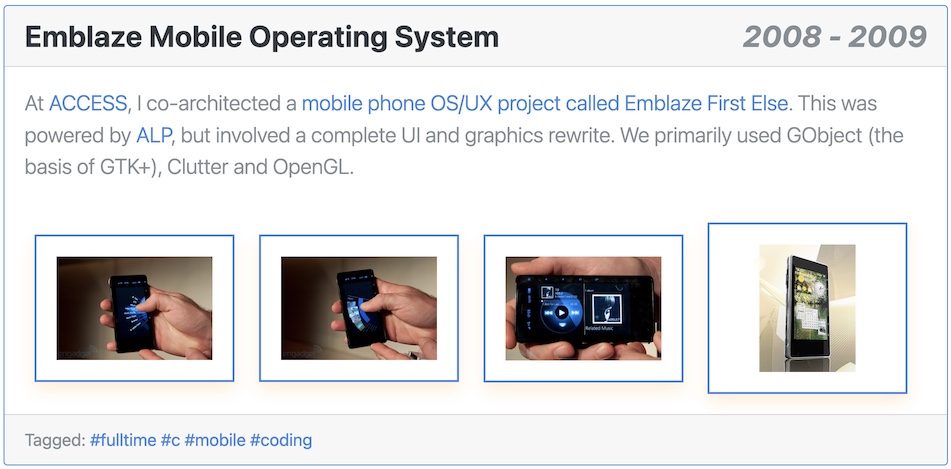 Emblaze Mobile Operating System
2008 - 2009
At ACCESS, I co-architected a mobile phone OS/UX project called Emblaze First Else. This was
powered by ALP, but involved a complete UI and graphics rewrite. We primarily used GObject (the
basis of GTK+), Clutter and OpenGL.
Related Music
Tagged: #fulltime #c #mobile #coding